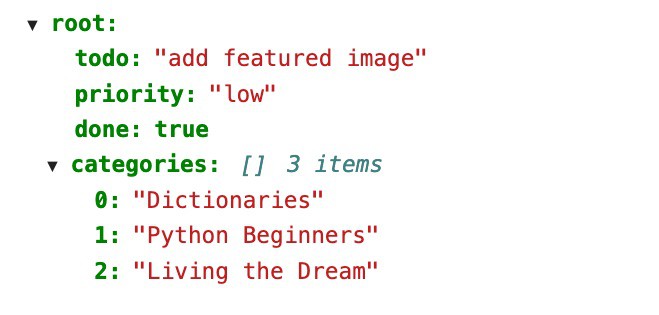 ▼ root:
todo: "add featured image"
priority: "low"
done: true
▼ categories: [] 3 items
0: "Dictionaries"
1: "Python Beginners"
2: "Living the Dream"